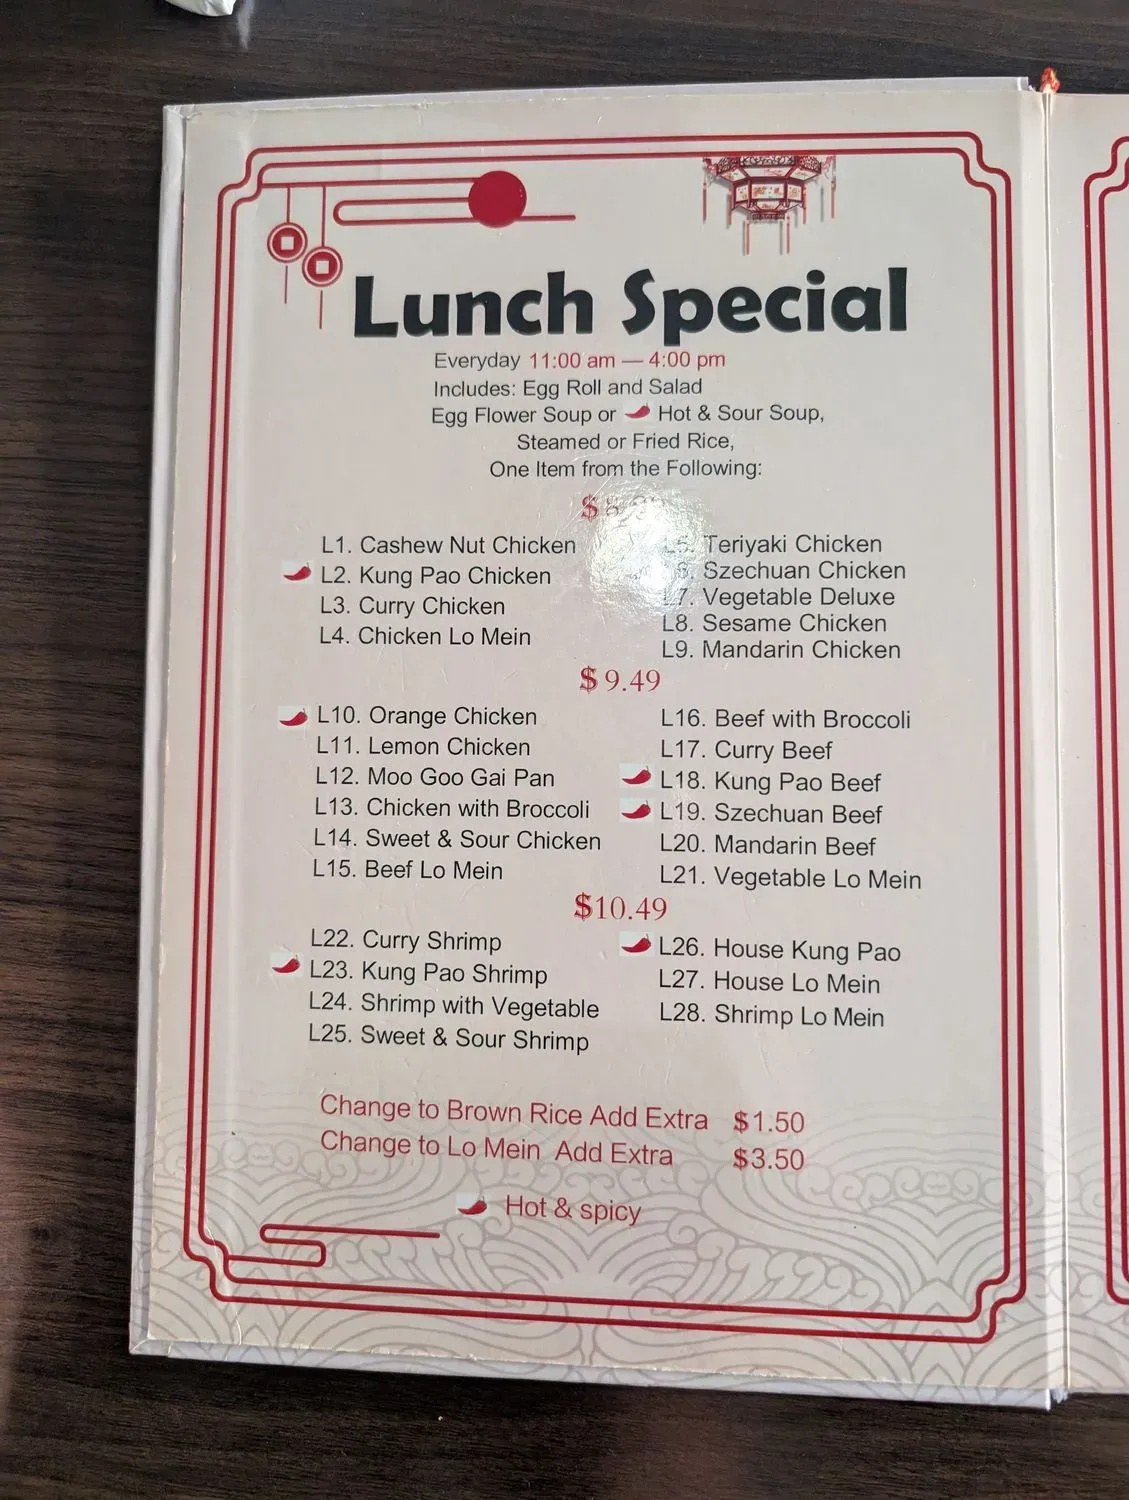 Lunch Special
Everyday 11:00 am — 4:00 pm
Includes: Egg Roll and Salad
Egg Flower Soup or Hot & Sour Soup,
Steamed or Fried Rice,
One Item from the Following:
L1. Cashew Nut Chicken
L2. Kung Pao Chicken
L3. Curry Chicken
L4. Chicken Lo Mein
Teriyaki Chicken
Szechuan Chicken
L7. Vegetable Deluxe
L8. Sesame Chicken
L9. Mandarin Chicken
$9.49
L10. Orange Chicken
L11. Lemon Chicken
L12. Moo Goo Gai Pan
L13. Chicken with Broccoli
L14. Sweet & Sour Chicken
L15. Beef Lo Mein
L16. Beef with Broccoli
L17. Curry Beef
L18. Kung Pao Beef
L19. Szechuan Beef
L20. Mandarin Beef
L21. Vegetable Lo Mein
$10.49
L22. Curry Shrimp
L23. Kung Pao Shrimp
L24. Shrimp with Vegetable
L25. Sweet & Sour Shrimp
L26. House Kung Pao
L27. House Lo Mein
L28. Shrimp Lo Mein
Change to Brown Rice Add Extra $1.50
Change to Lo Mein Add Extra $3.50
Hot & spicy